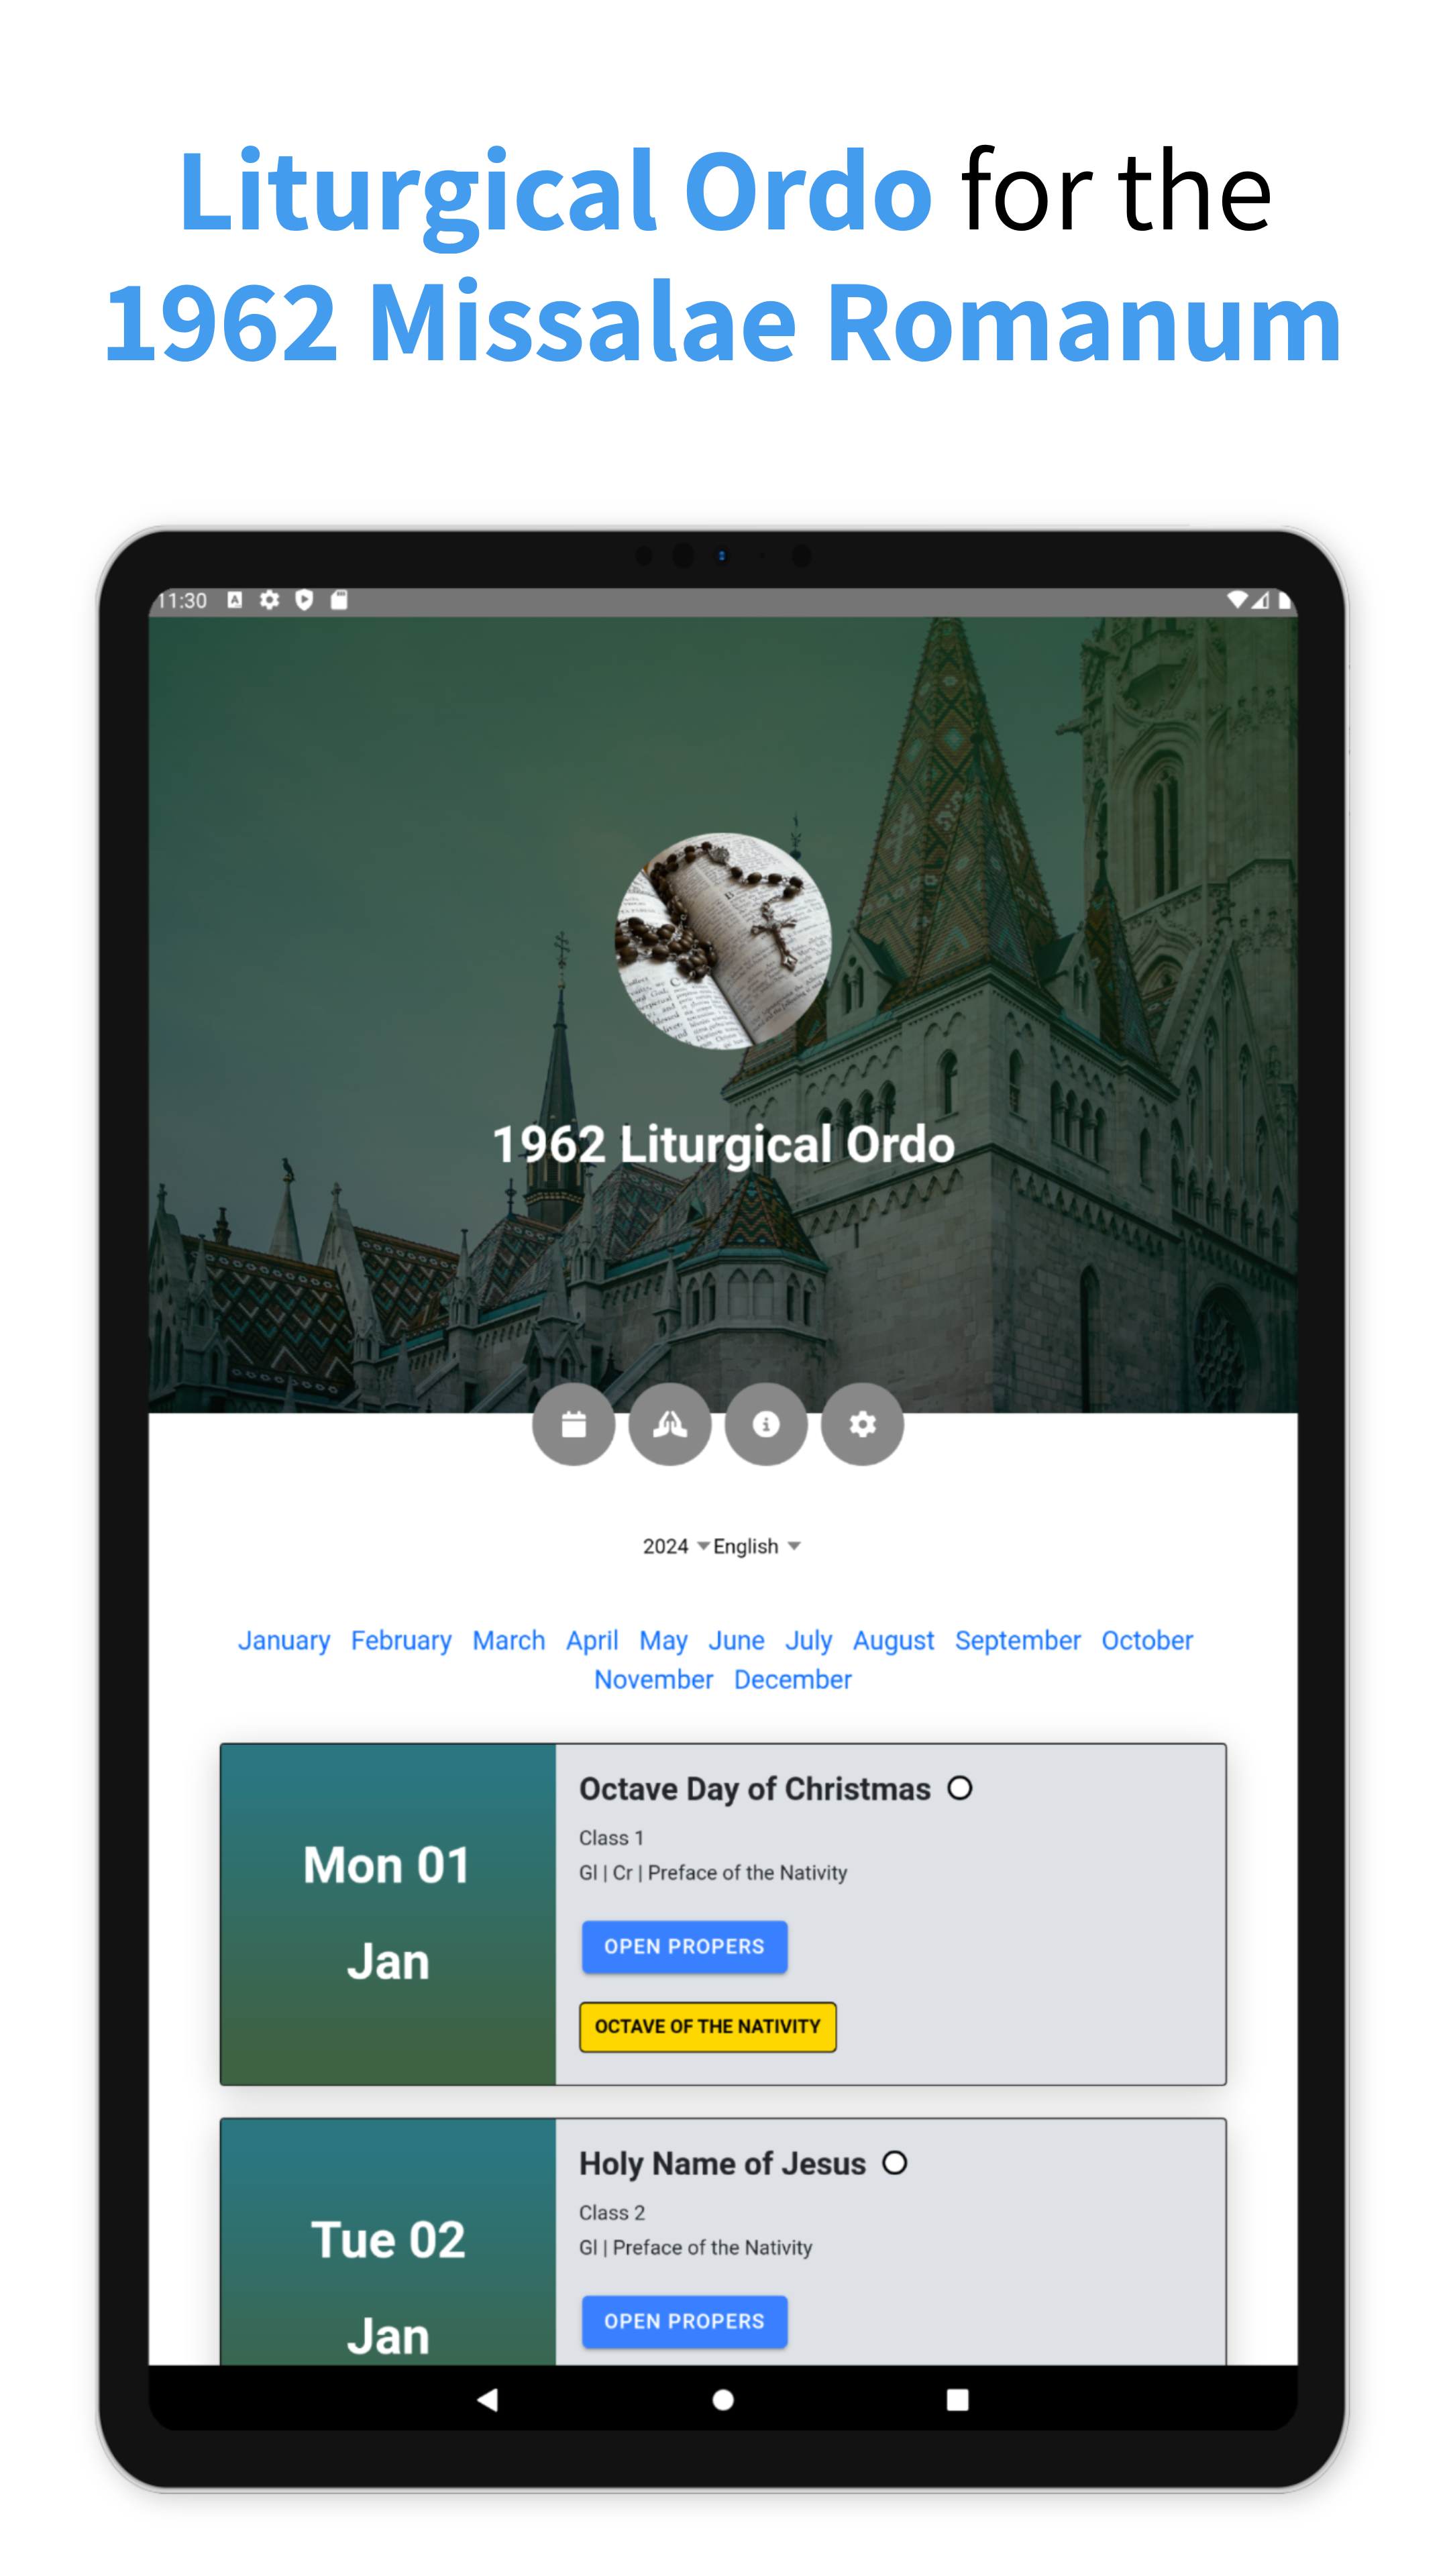 Liturgical Ordo for the
1962 Missalae Romanum
11:30
1962 Liturgical Ordo
2024 English
January February March April May June July August September October
November December
Mon 01
Jan
Octave Day of Christmas
Class 1
Gl | Cr | Preface of the Nativity
OPEN PROPERS
OCTAVE OF THE NATIVITY
Tue 02
Jan
Holy Name of Jesus
Class 2
Gl | Preface of the Nativity
OPEN PROPERS